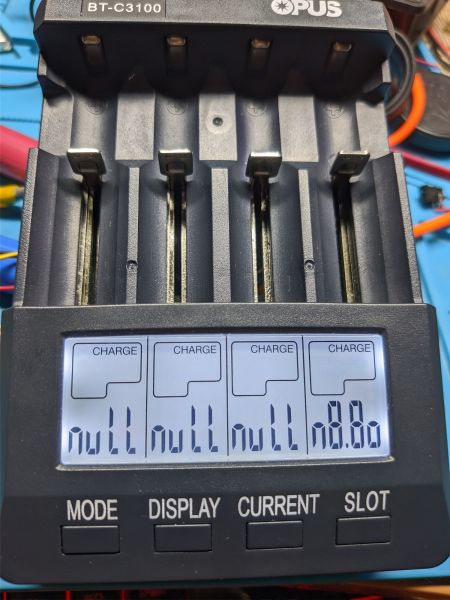 BT-C3100 OPUS
CHARGE CHARGE CHARGE CHARGE
null null null n8.8o
MODE DISPLAY CURRENT SLOT